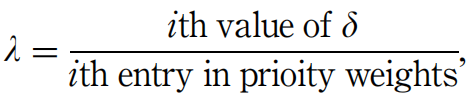 λ = ith value of δ / ith entry in prioity weights,